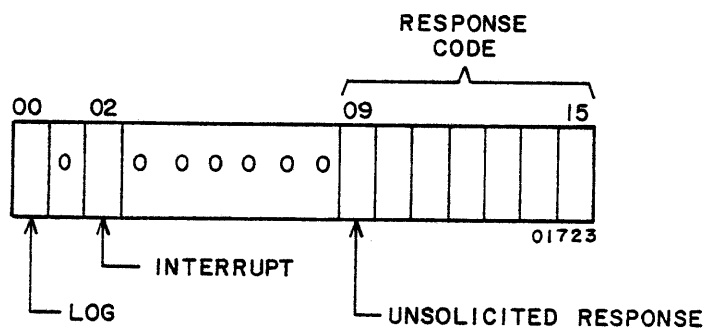 RESPONSE
CODE
00 02 09 15
0 0 0 0 0 0 0
01723
INTERRUPT
LOG
UNSOLICITED RESPONSE